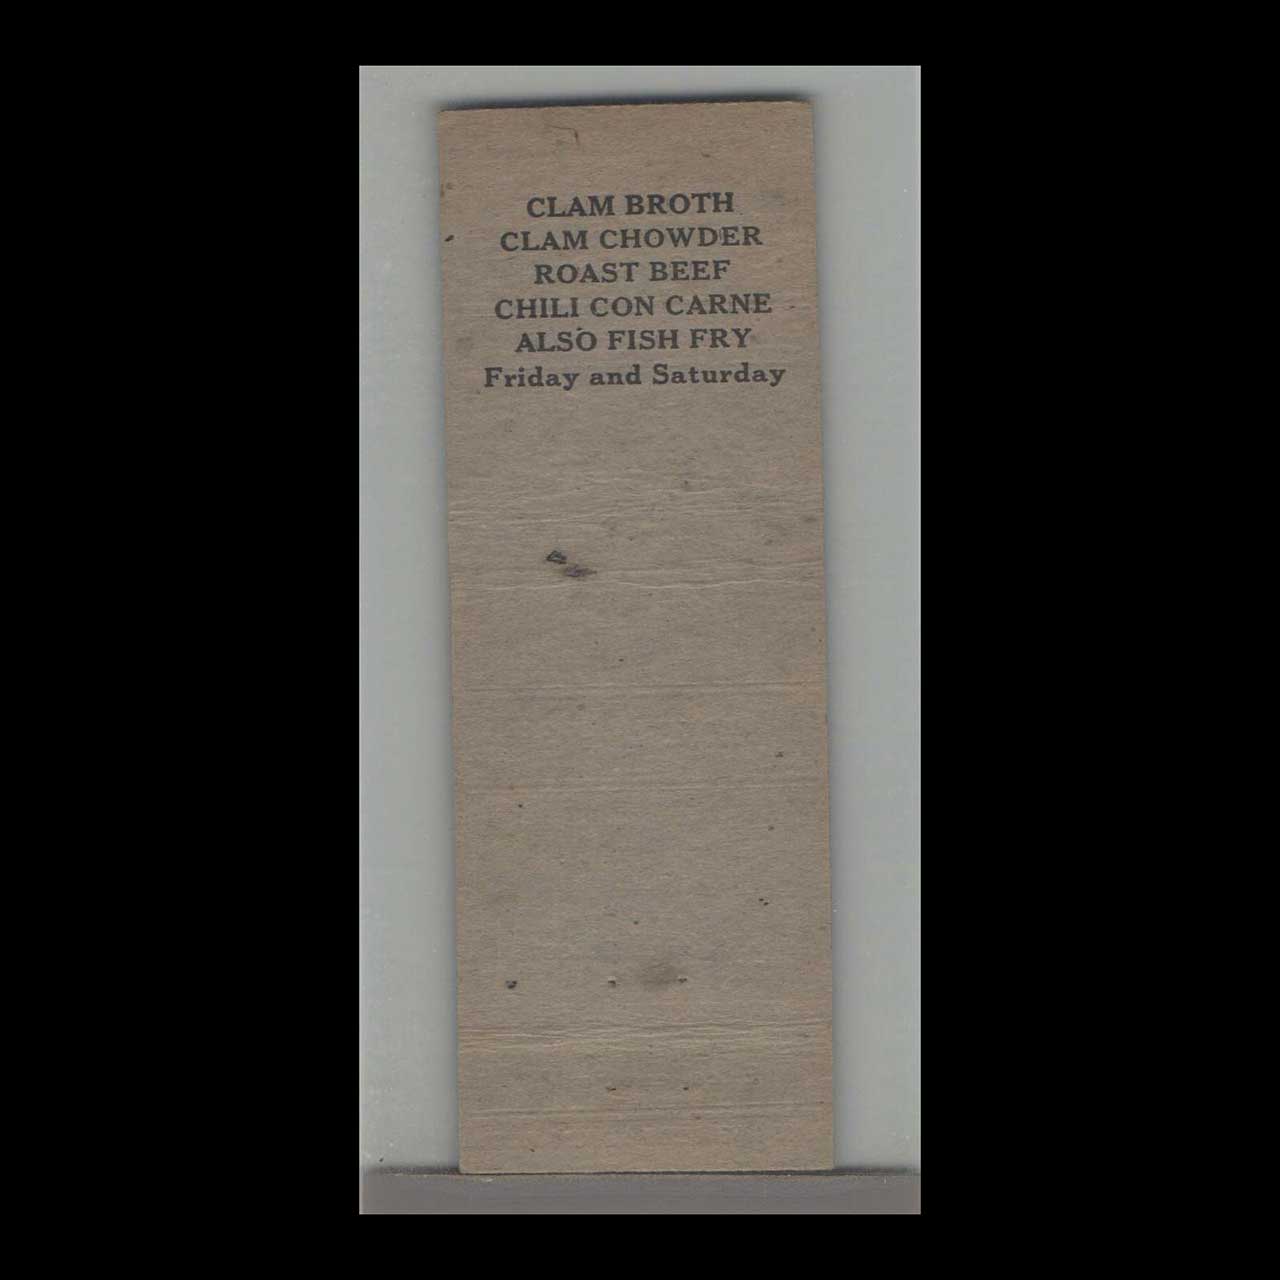 CLAM BROTH
CLAM CHOWDER
ROAST BEEF
CHILI CON CARNE
ALSO FISH FRY
Friday and Saturday